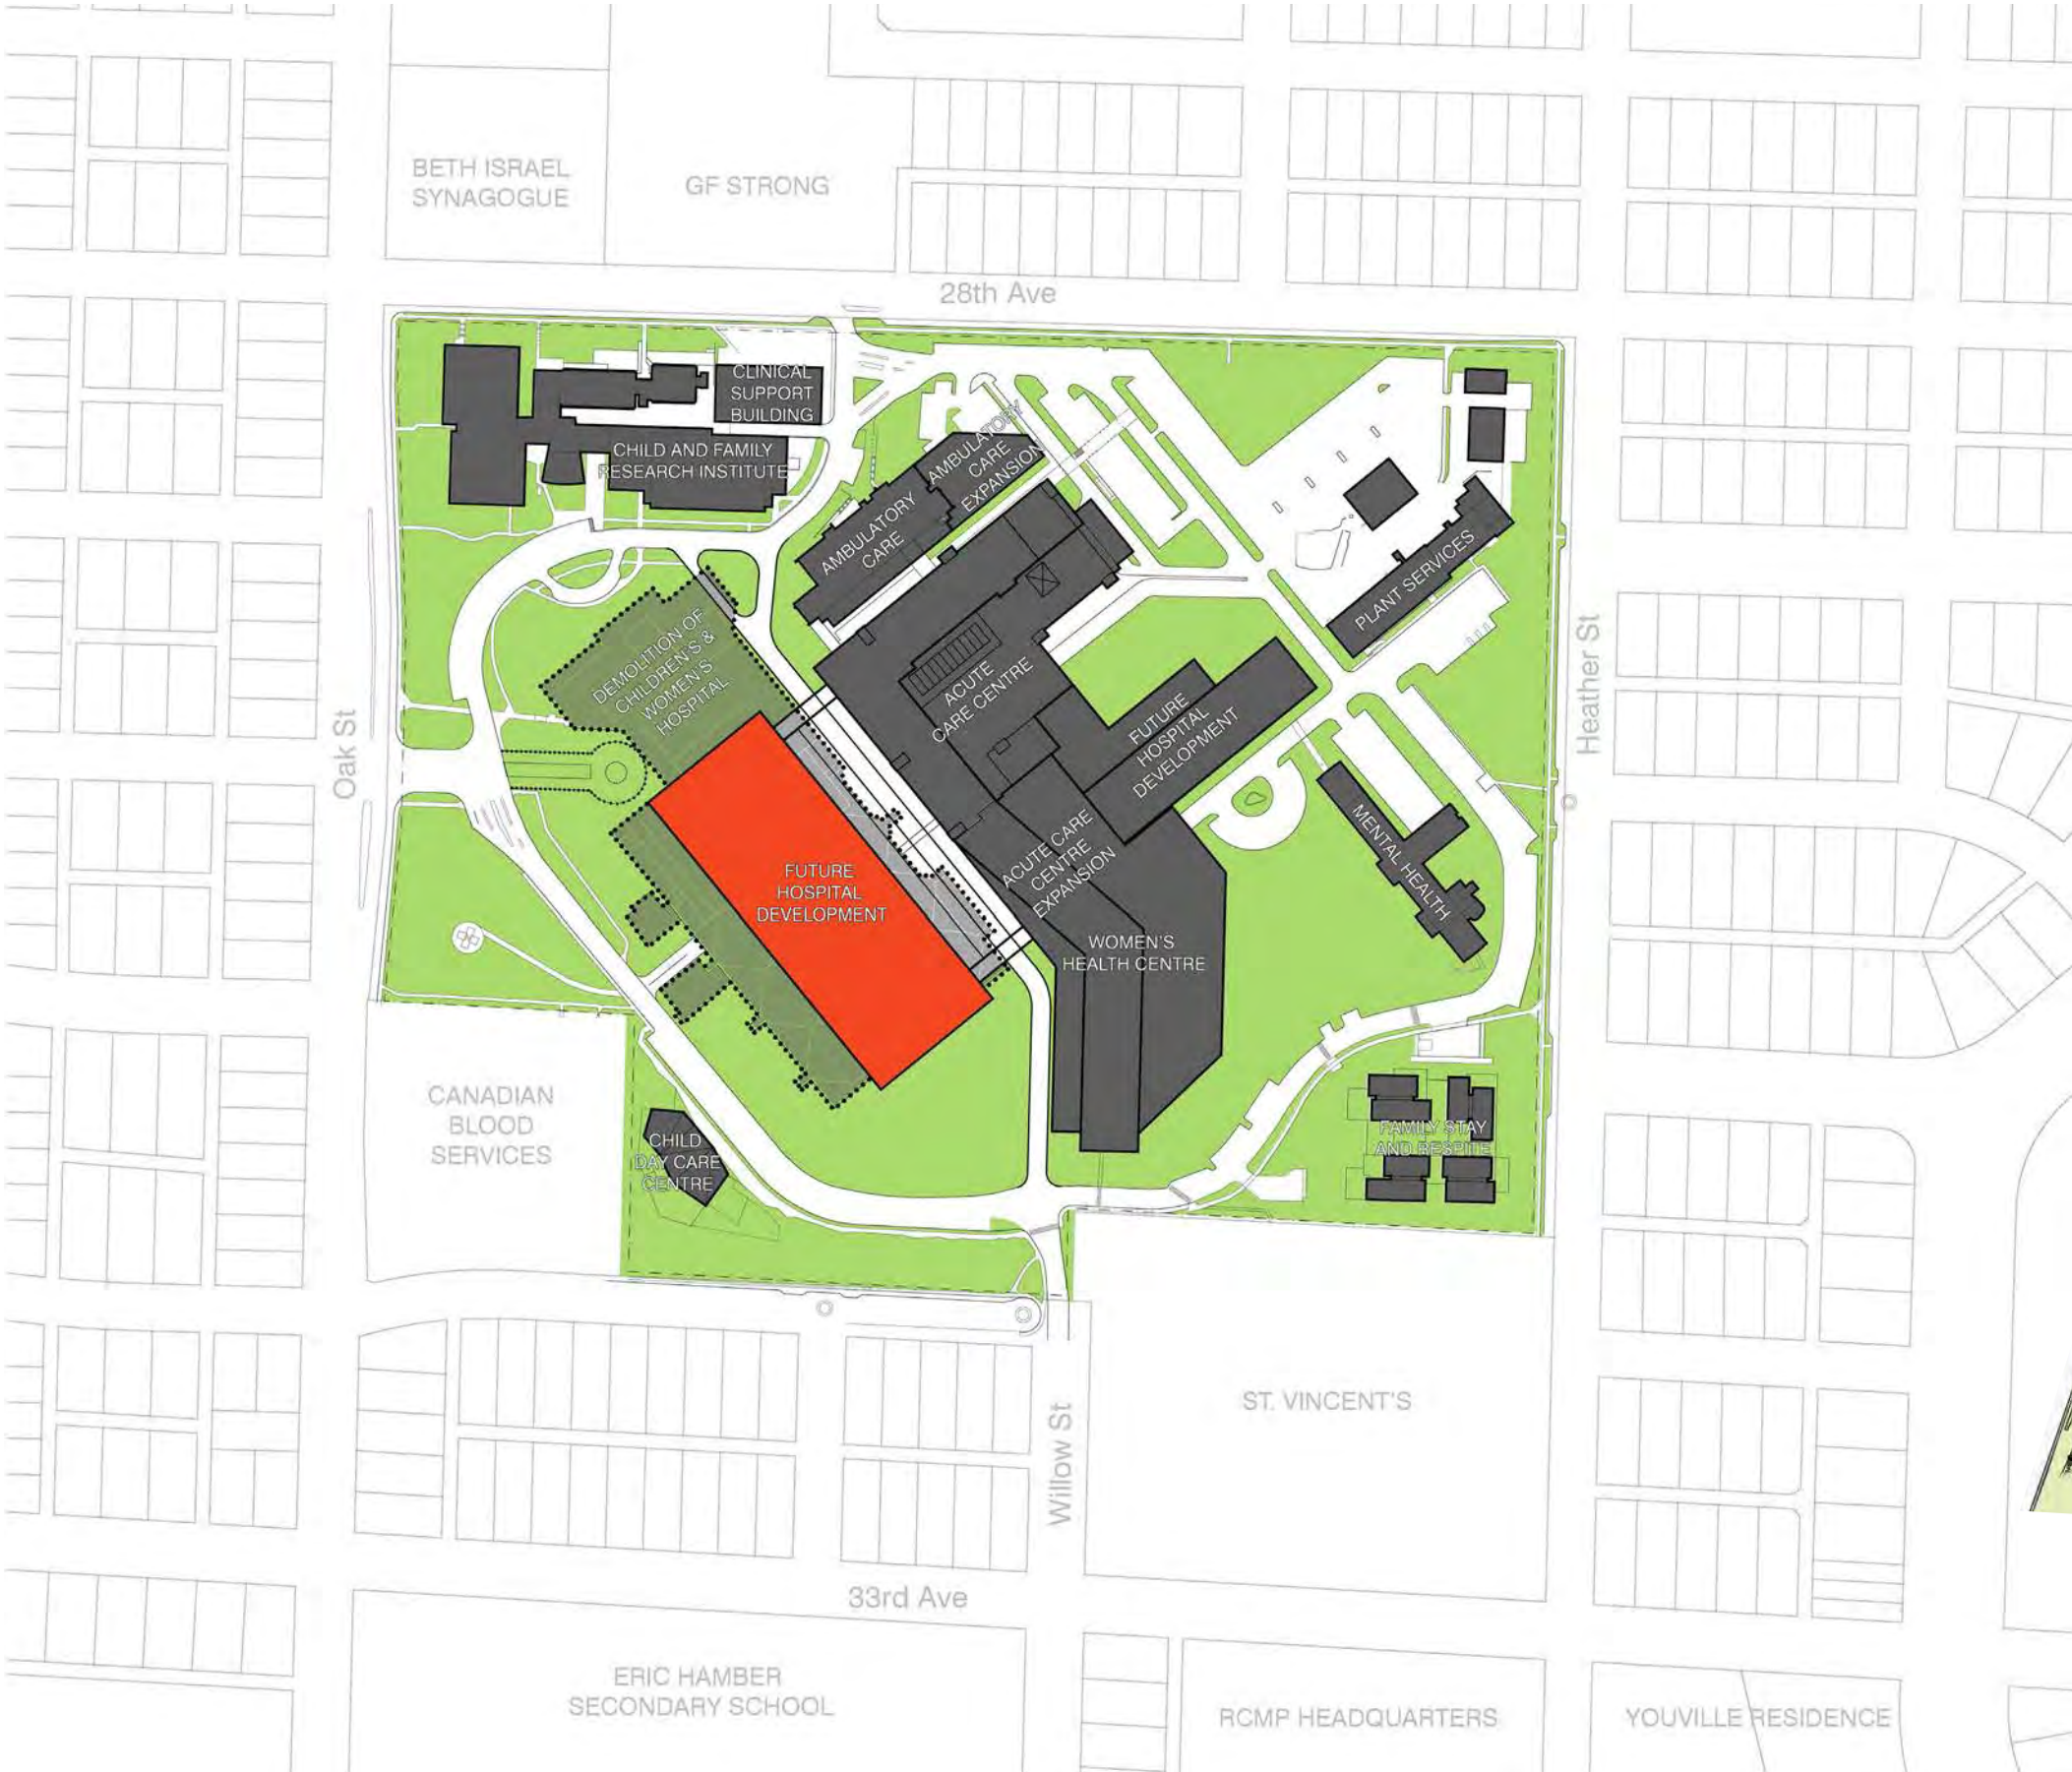 BETH ISRAEL
SYNAGOGUE
GF STRONG
28th Ave
CLINICAL
SUPPORT
BUILDING
CHILD AND FAMILY
RESEARCH INSTITUTE
AMBULATORY
CARE
EXPANSION
AMBULATORY
CARE
PLANT SERVICES
DEMOLITION OF
CHILDREN'S &
WOMEN'S
HOSPITAL
ACUTE
CARE CENTRE
FUTURE
HOSPITAL
DEVELOPMENT
Oak St
Heather St
MENTAL HEALTH
FUTURE
HOSPITAL
DEVELOPMENT
ACUTE CARE
CENTRE
EXPANSION
WOMEN'S
HEALTH CENTRE
CANADIAN
BLOOD
SERVICES
CHILD
DAY CARE
CENTRE
FAMILY STAY
AND RESPITE
ST. VINCENT'S
Willow St
33rd Ave
ERIC HAMBER
SECONDARY SCHOOL
RCMP HEADQUARTERS
YOUVILLE RESIDENCE